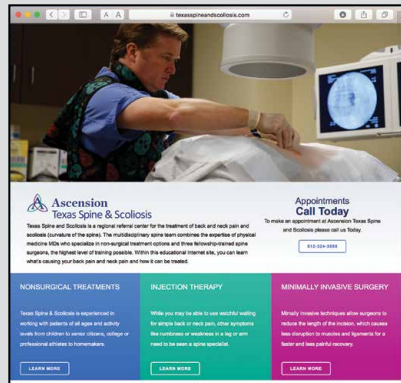 texasspineandscoliosis.com
A A
Ascension
Texas Spine & Scoliosis
Texas Spine and Scoliosis is a regional referral center for the treatment of back and neck pain and
scoliosis (curvature of the spine). The multidisciplinary spine team combines the expertise of physical
medicine MDs who specialize in non-surgical treatment options and three fellowship-trained spine
surgeons, the highest level of training possible. Within this educational Internet site, you can learn
what's causing your back pain and neck pain and how it can be treated.
Appointments
Call Today
To make an appointment at Ascension Texas Spine
and Scoliosis please call us Today.
NONSURGICAL TREATMENTS
Texas Spine & Scoliosis is experienced in
working with patients of all ages and activity
levels from children to senior citizens, college or
professional athletes to homemakers.
LEARN MORE
INJECTION THERAPY
While you may be able to use watchful waiting
for simple back or neck pain, other symptoms
like numbness or weakness in a leg or arm
need to be seen a spine specialist.
LEARN MORE
MINIMALLY INVASIVE SURGERY
Minimally invasive techniques allow surgeons to
reduce the length of the incision, which causes
less disruption to muscles and ligaments for a
faster and less painful recovery.
LEARN MORE